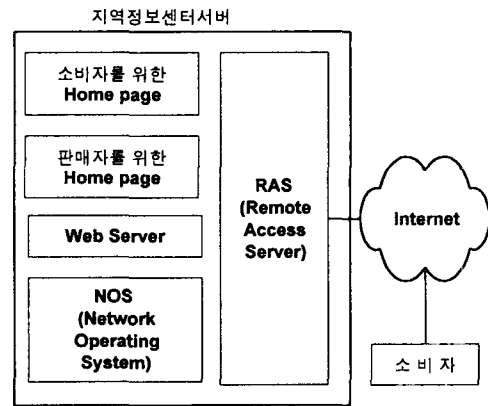 지역정보센터서버
소비자를 위한
Home page
판매자를 위한
Home page
Web Server
NOS
(Network
Operating
System)
RAS
(Remote
Access
Server)
Internet
소 비 자